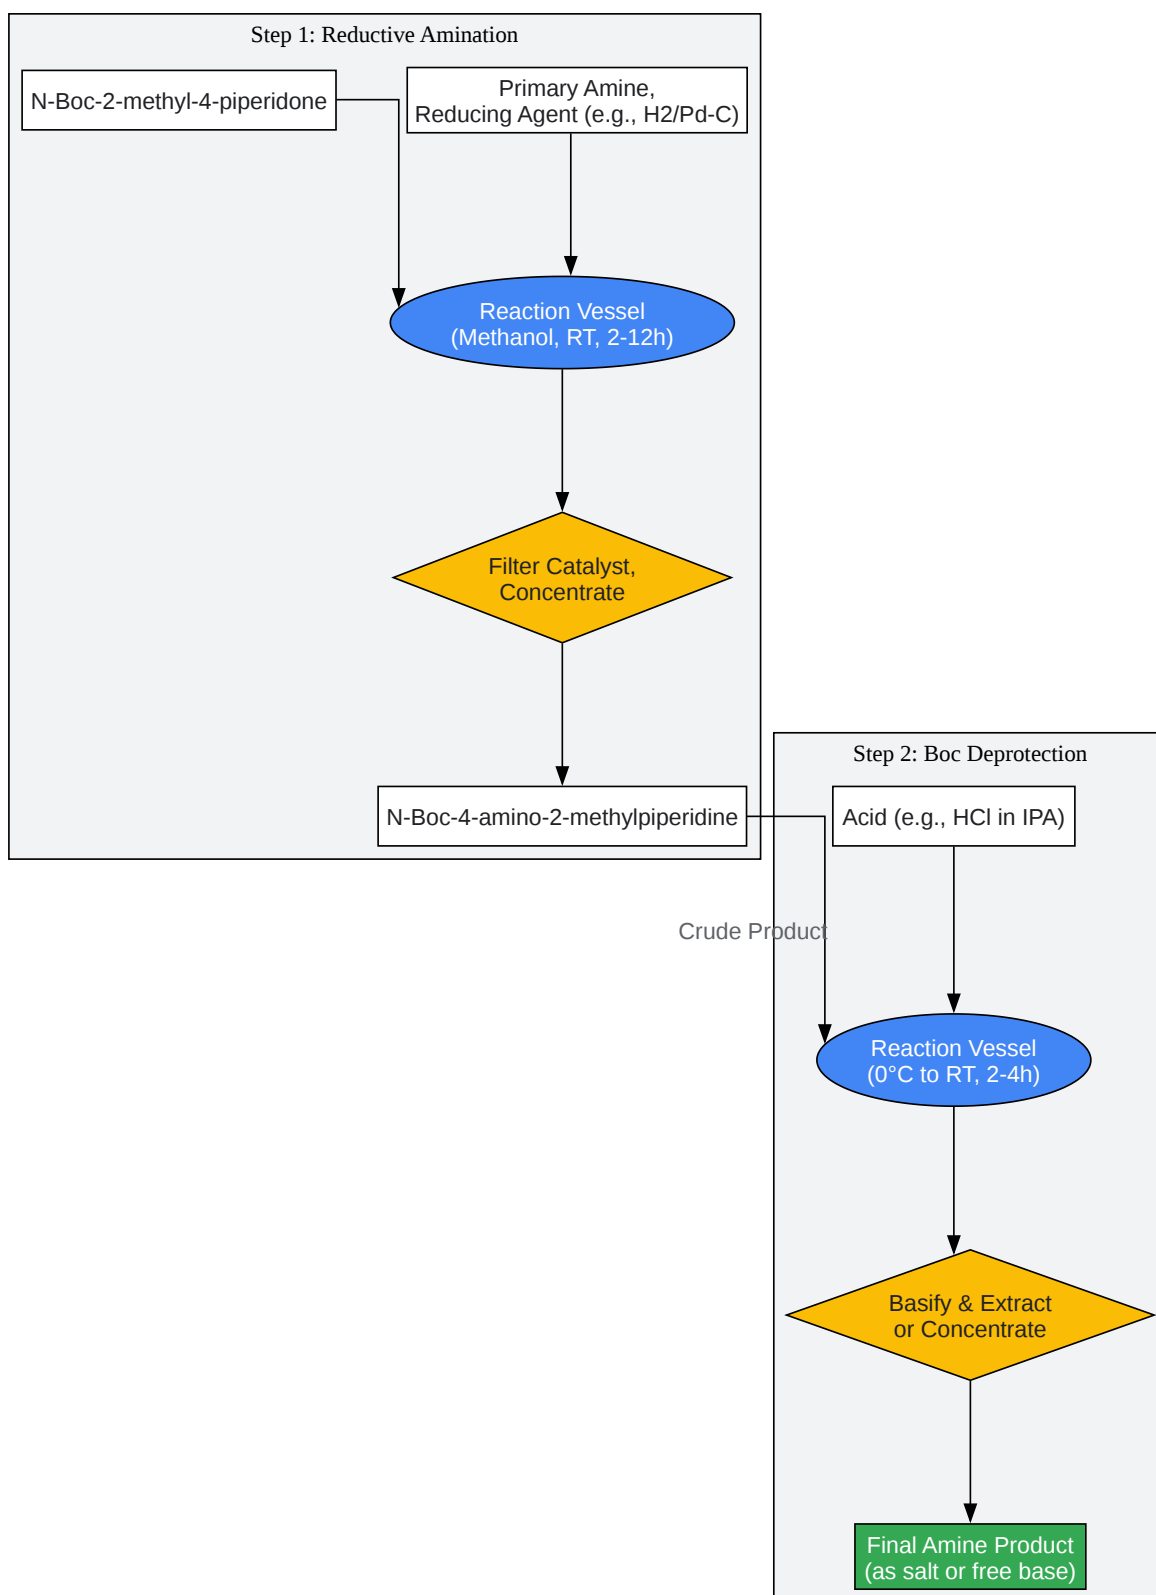 Step 1: Reductive Amination
N-Boc-2-methyl-4-piperidone
Primary Amine,
Reducing Agent (e.g., H2/Pd-C)
Reaction Vessel
(Methanol, RT, 2-12h)
Filter Catalyst,
Concentrate
N-Boc-4-amino-2-methylpiperidine
Step 2: Boc Deprotection
Acid (e.g., HCl in IPA)
Crude Product
Reaction Vessel
(0°C to RT, 2-4h)
Basify & Extract
or Concentrate
Final Amine Product
(as salt or free base)